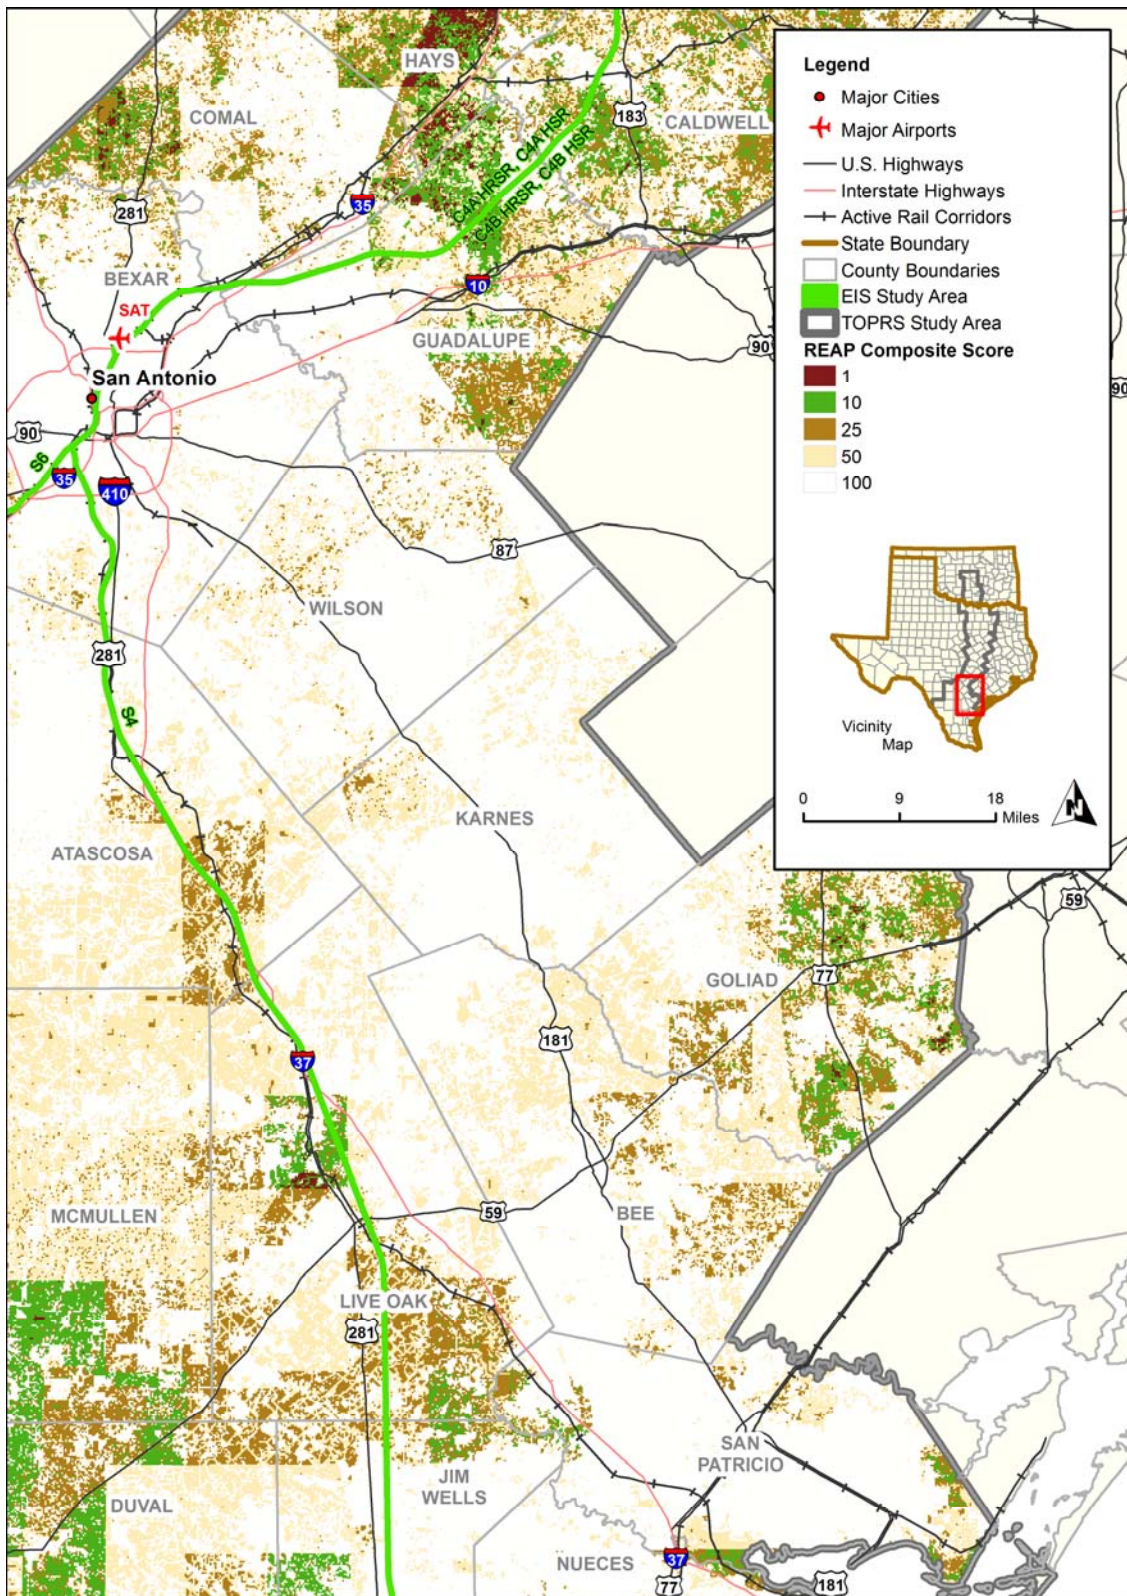 HAYS
COMAL
183
CALDWELL
C4A HRSR, C4A HSR
C4B HRSR, C4B HSR
281
35
BEXAR
10
SAT
GUADALUPE
90
90
San Antonio
90
S6
35
410
87
WILSON
281
S4
KARNES
ATASCOSA
59
GOLIAD
77
181
37
MCMULLEN
59
BEE
LIVE OAK
281
SAN
PATRICIO
JIM
WELLS
DUVAL
NUECES
37
77
181
Legend
Major Cities
Major Airports
U.S. Highways
Interstate Highways
Active Rail Corridors
State Boundary
County Boundaries
EIS Study Area
TOPRS Study Area
REAP Composite Score
1
10
25
50
100
Vicinity
Map
0 9 18
Miles
N